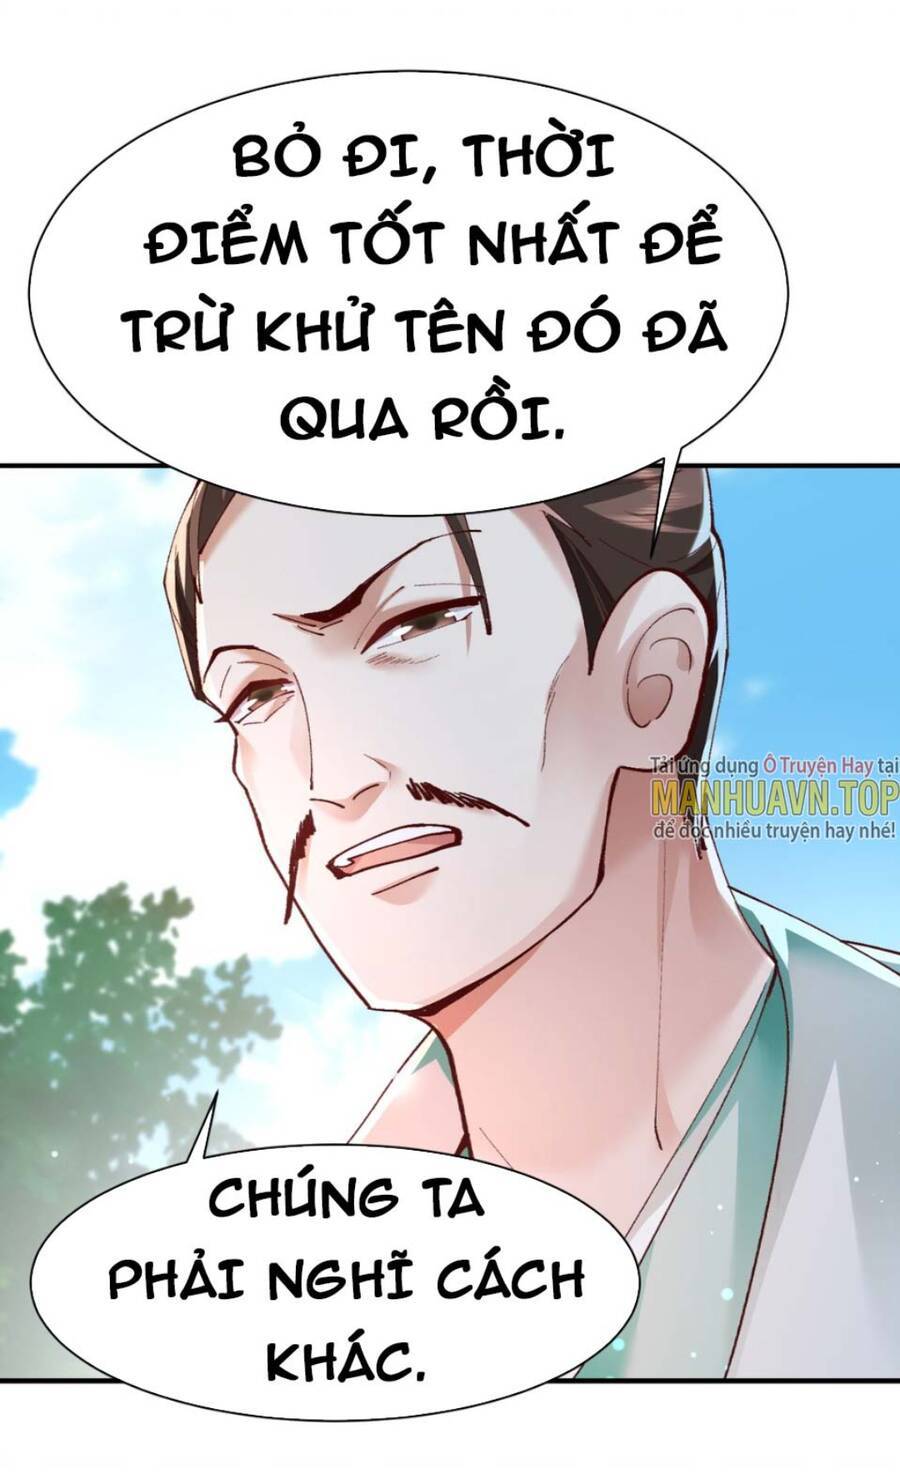 BỎ ĐI, THỜI
ĐIỂM TỐT NHẤT ĐỂ
TRỪ KHỬ TÊN ĐÓ ĐÃ
QUA RỒI.
Tải ứng dụng Ô Truyện Hay tại
MANHUAVN.TOP
để đọc nhiều truyện hay nhé!
CHÚNG TA
PHẢI NGHĨ CÁCH
KHÁC.